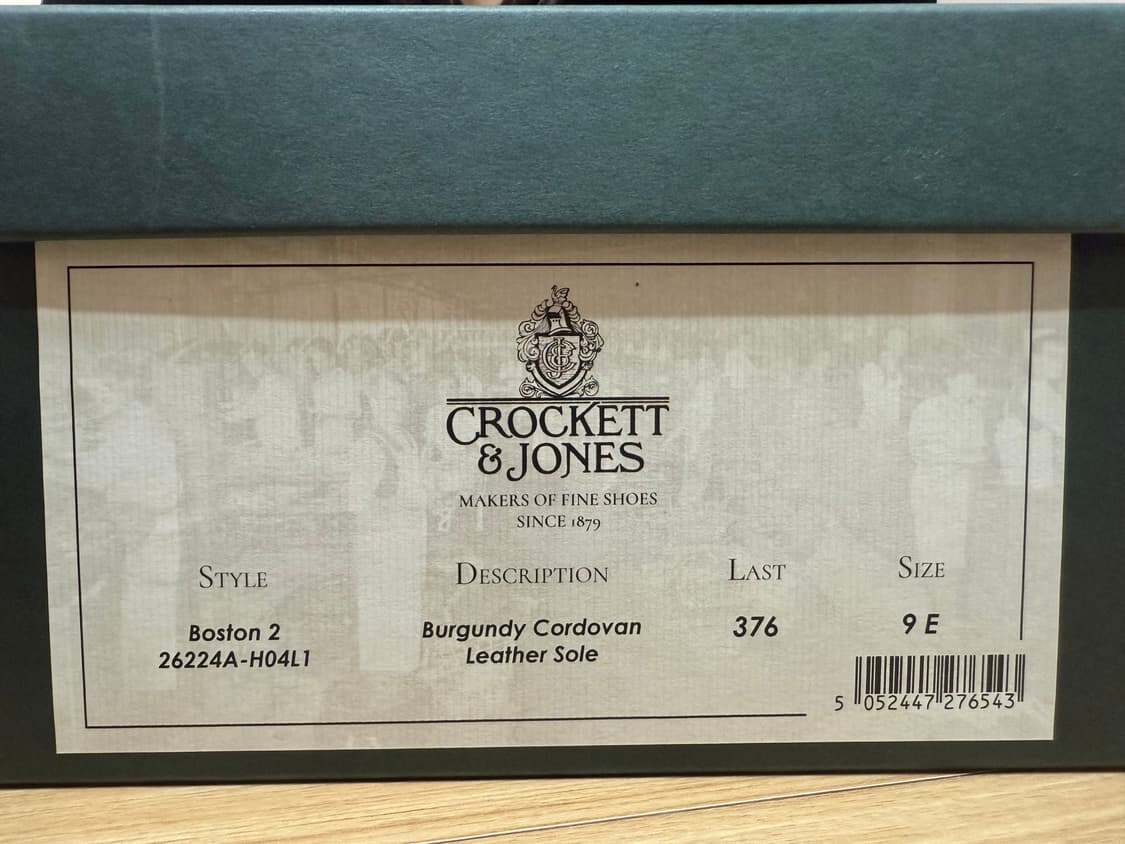 CROCKETT
& JONES
MAKERS OF FINE SHOES
SINCE 1879
STYLE DESCRIPTION LAST SIZE
Boston 2 Burgundy Cordovan 376 9 E
26224A-H04L1 Leather Sole
5 052447 276543